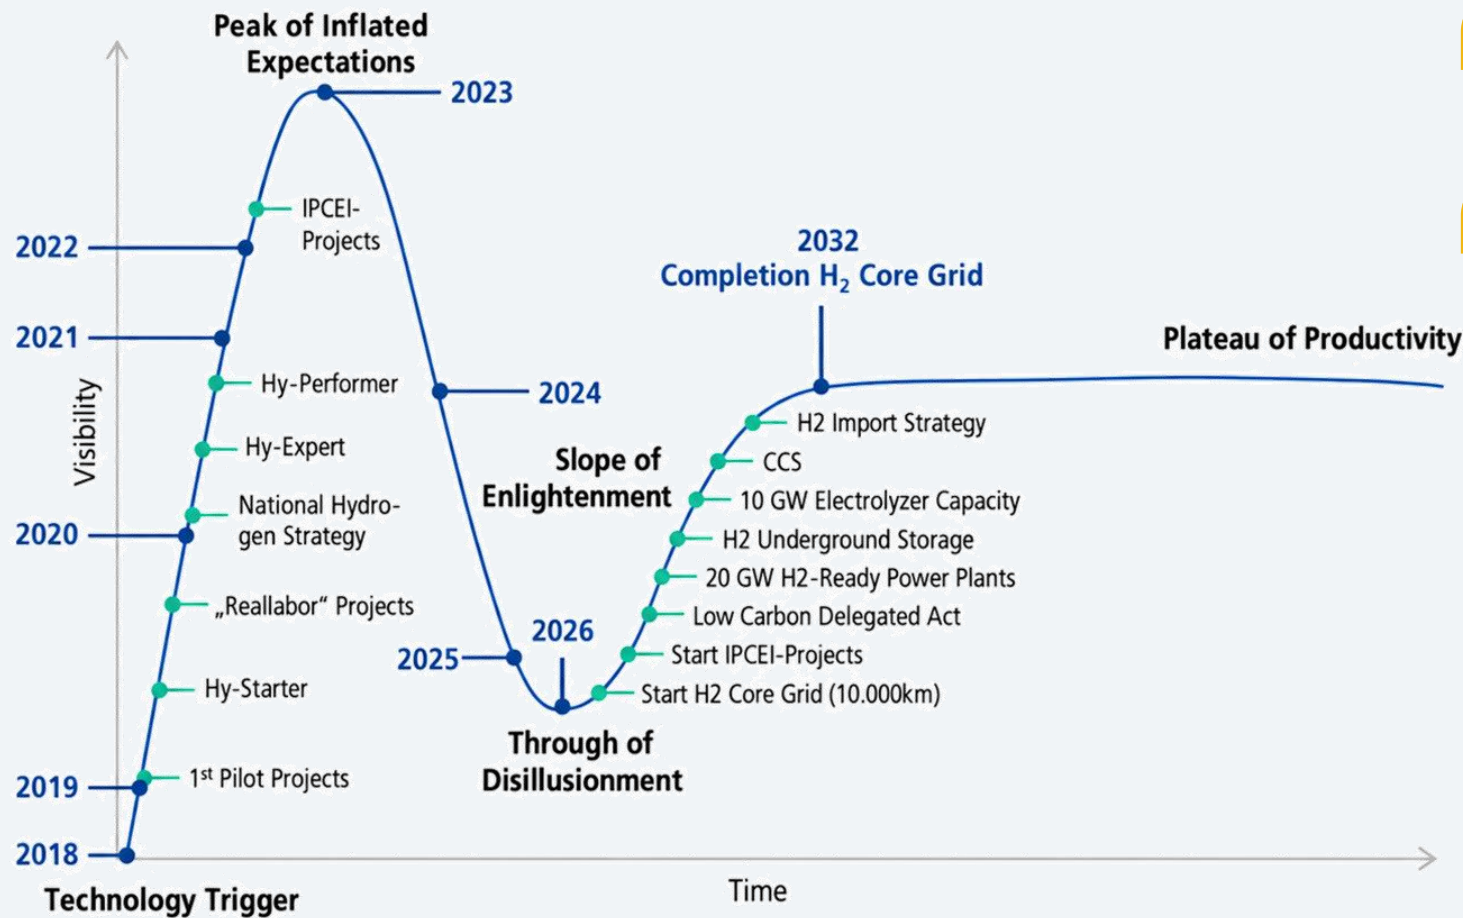 Peak of Inflated
Expectations
2023
IPCEI-
Projects
2022
2032
Completion H₂ Core Grid
2021
Plateau of Productivity
Hy-Performer
2024
Visibility
H2 Import Strategy
Hy-Expert
Slope of
Enlightenment
CCS
National Hydro-
gen Strategy
10 GW Electrolyzer Capacity
2020
H2 Underground Storage
20 GW H2-Ready Power Plants
„Reallabor“ Projects
Low Carbon Delegated Act
2026
2025
Start IPCEI-Projects
Hy-Starter
Start H2 Core Grid (10.000km)
Through of
Disillusionment
1st Pilot Projects
2019
2018
Technology Trigger
Time